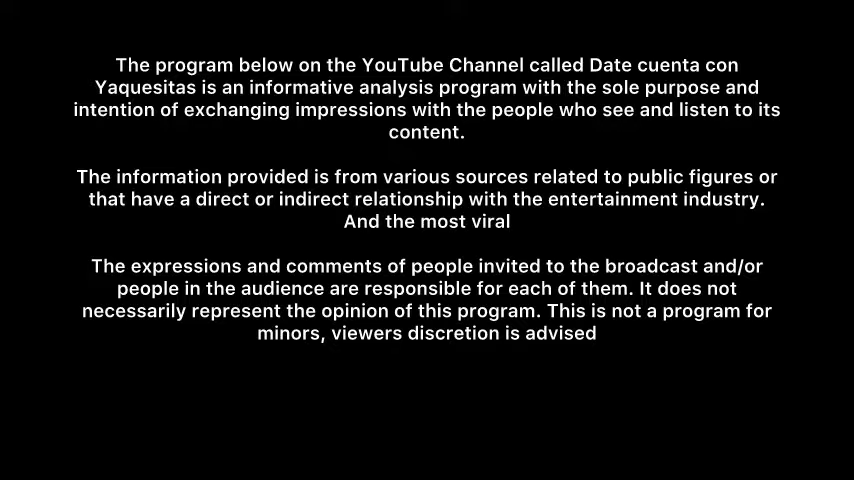 The program below on the YouTube Channel called Date cuenta con
Yaquesitas is an informative analysis program with the sole purpose and
intention of exchanging impressions with the people who see and listen to its
content.
The information provided is from various sources related to public figures or
that have a direct or indirect relationship with the entertainment industry.
And the most viral
The expressions and comments of people invited to the broadcast and/or
people in the audience are responsible for each of them. It does not
necessarily represent the opinion of this program. This is not a program for
minors, viewers discretion is advised